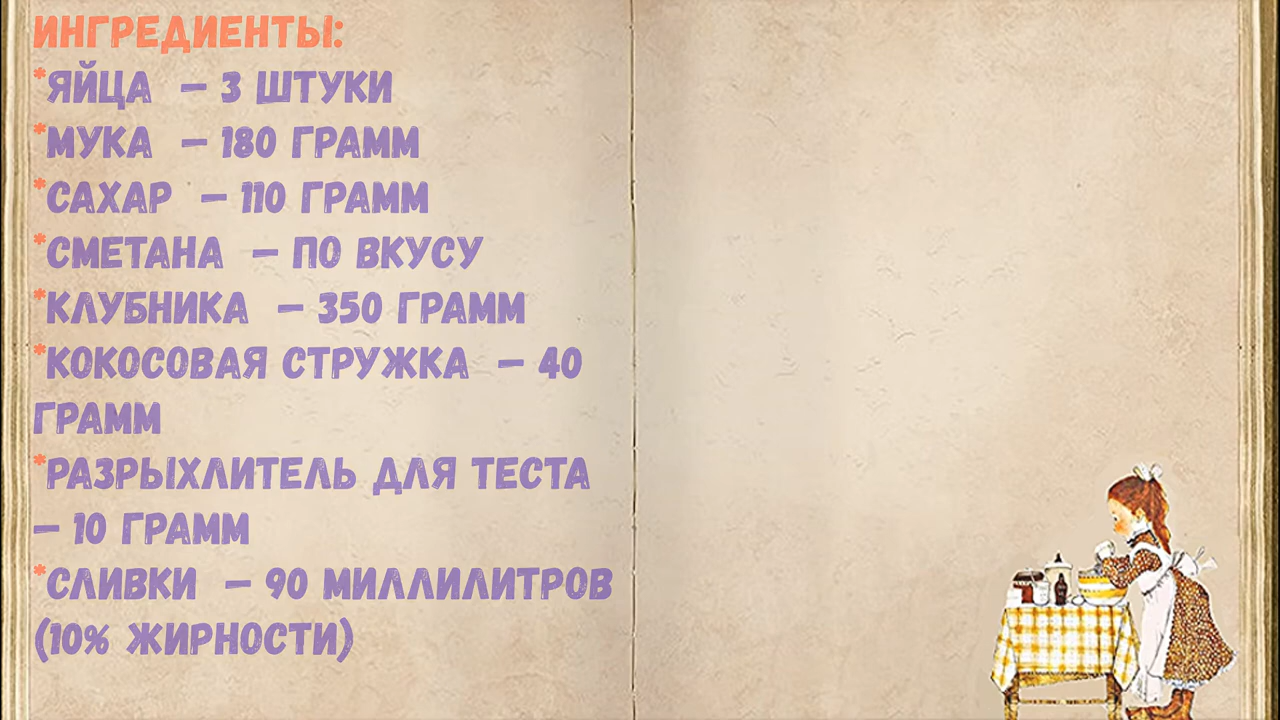 ИНГРЕДИЕНТЫ:
*ЯЙЦА – 3 ШТУКИ
*МУКА – 180 ГРАММ
*САХАР – 110 ГРАММ
*СМЕТАНА – ПО ВКУСУ
*КЛУБНИКА – 350 ГРАММ
*КОКОСОВАЯ СТРУЖКА – 40
ГРАММ
*РАЗРЫХЛИТЕЛЬ ДЛЯ ТЕСТА
– 10 ГРАММ
*СЛИВКИ – 90 МИЛЛИЛИТРОВ
(10% ЖИРНОСТИ)